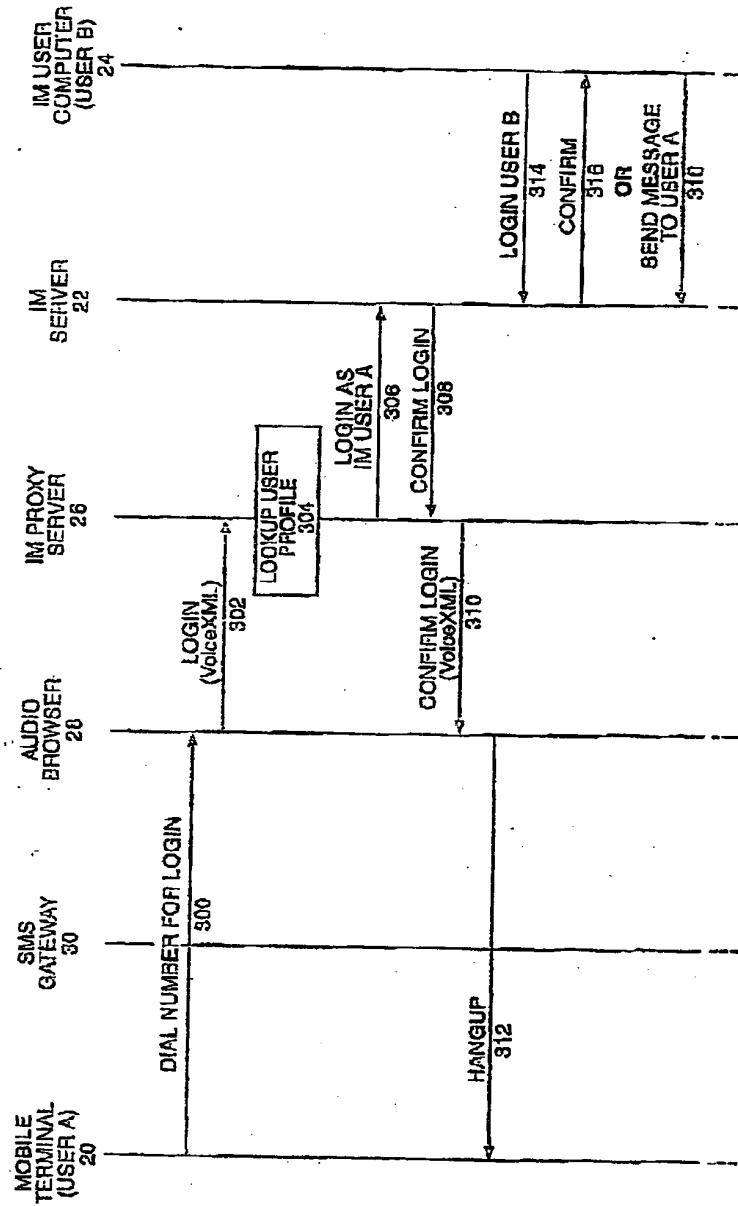 MOBILE
TERMINAL
(USER A)
20
SMS
GATEWAY
30
AUDIO
BROWSER
28
IM PROXY
SERVER
26
IM
SERVER
22
IM USER
COMPUTER
(USER B)
24
DIAL NUMBER FOR LOGIN
300
LOGIN
(VoiceXML)
302
LOOKUP USER
PROFILE
304
LOGIN AS
IM USER A
306
CONFIRM LOGIN
308
CONFIRM LOGIN
(VoiceXML)
310
HANGUP
312
LOGIN USER B
314
CONFIRM
316
OR
SEND MESSAGE
TO USER A
310